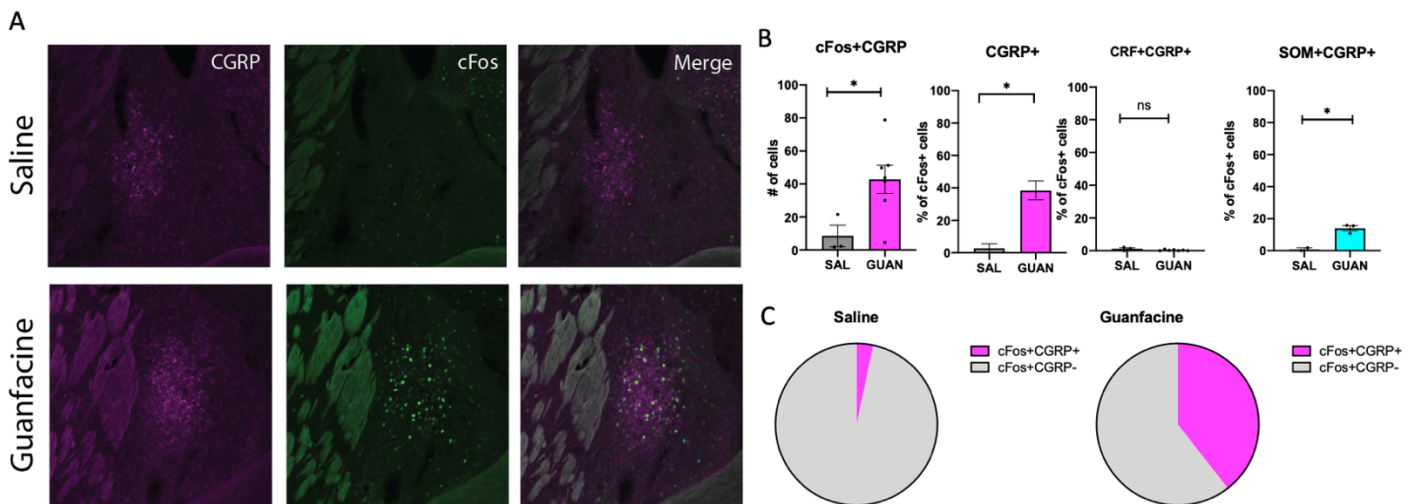 A
Saline
CGRP
cFos
Merge
Guanfacine
B
cFos+CGRP
# of cells
100
80
60
40
20
0
*
SAL
GUAN
CGRP+
% of cFos+ cells
100
80
60
40
20
0
*
SAL
GUAN
CRF+CGRP+
% of cFos+ cells
100
80
60
40
20
0
ns
SAL
GUAN
SOM+CGRP+
% of cFos+ cells
100
80
60
40
20
0
*
SAL
GUAN
C
Saline
cFos+CGRP+
cFos+CGRP-
Guanfacine
cFos+CGRP+
cFos+CGRP-